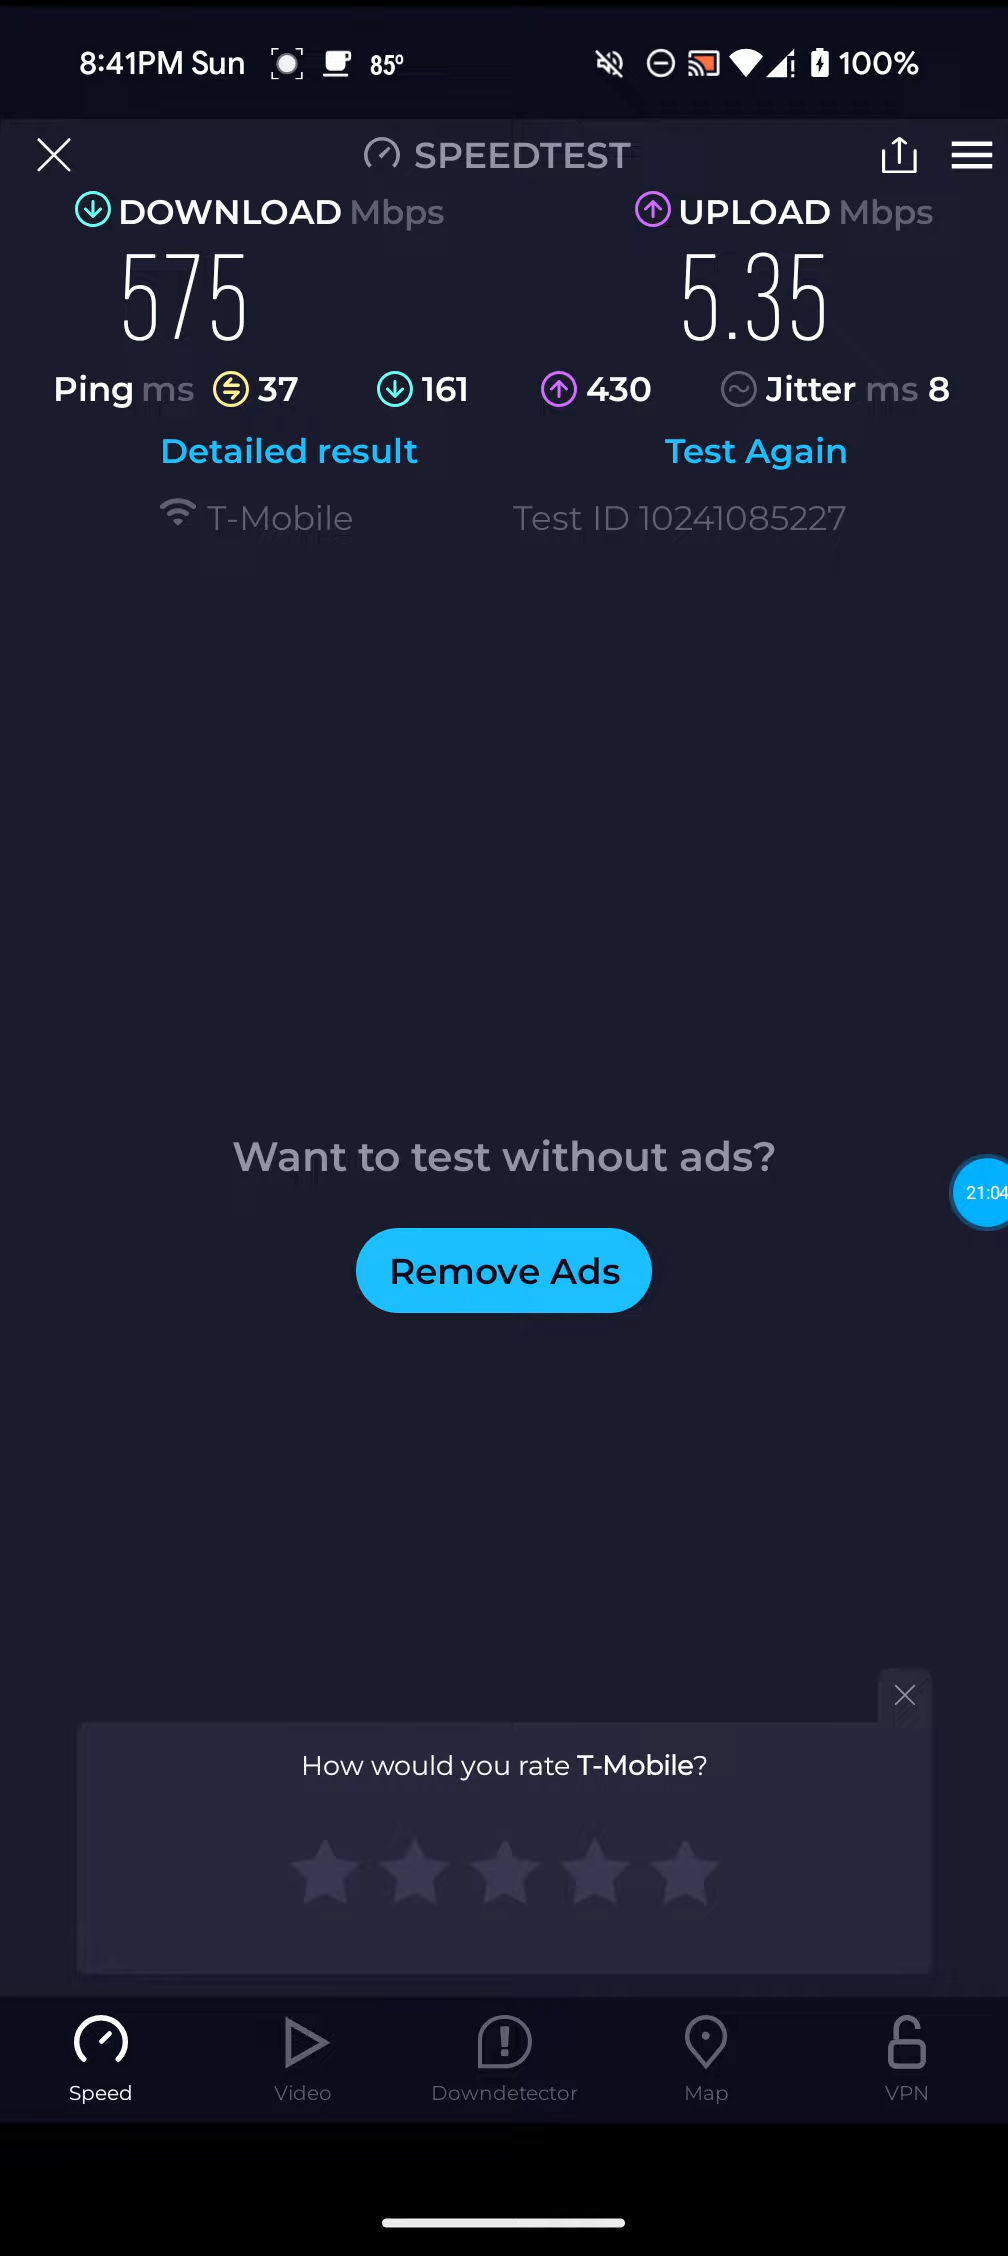 8:41PM Sun 85° 100%
SPEEDTEST
DOWNLOAD Mbps UPLOAD Mbps
575 5.35
Ping ms 37 161 430 Jitter ms 8
Detailed result Test Again
T-Mobile Test ID 10241085227
Want to test without ads?
21:04
Remove Ads
How would you rate T-Mobile?
Speed Video Downdetector Map VPN